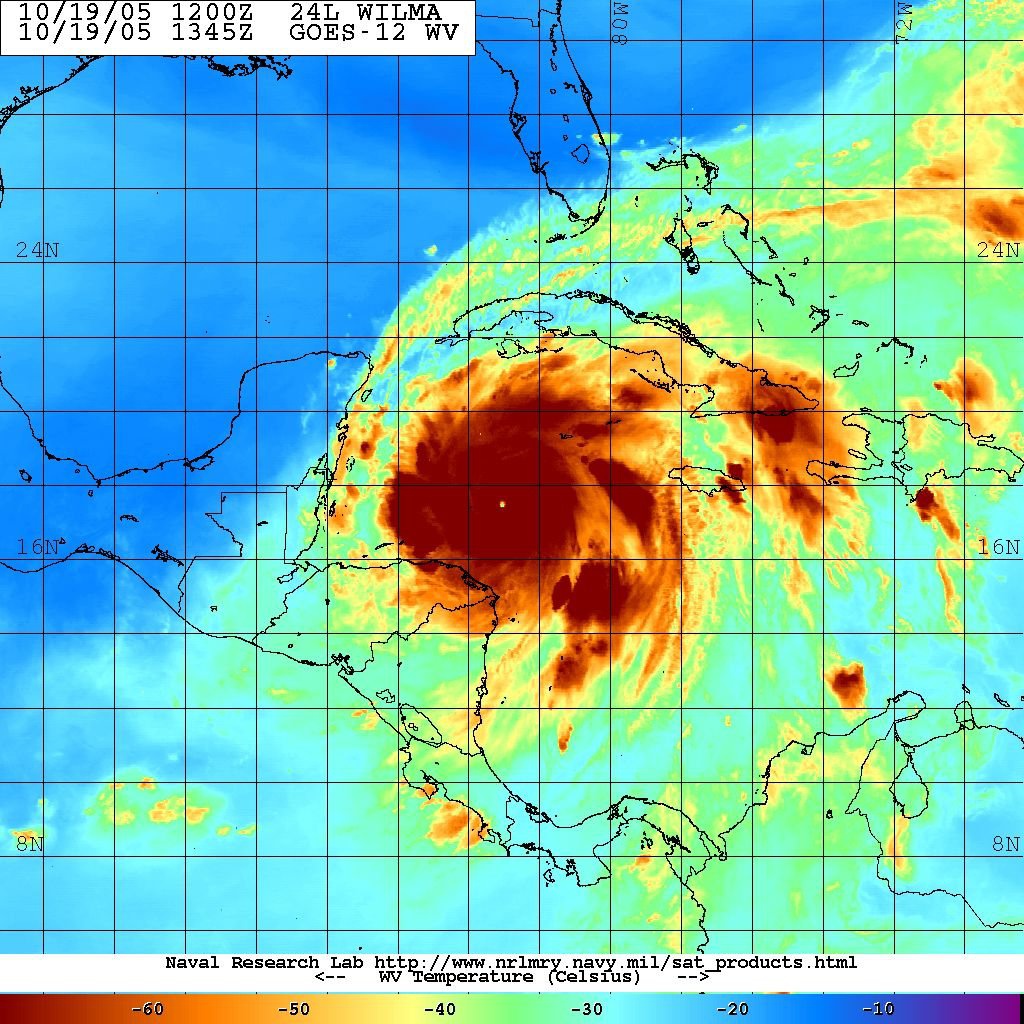 10/19/05 1200Z 24L WILMA
10/19/05 1345Z GOES-12 WV
80W
72W
24N 24N
16N 16N
8N 8N
Naval Research Lab http://www.nrlmry.navy.mil/sat_products.html
<-- WV Temperature (Celsius) -->
-60 -50 -40 -30 -20 -10